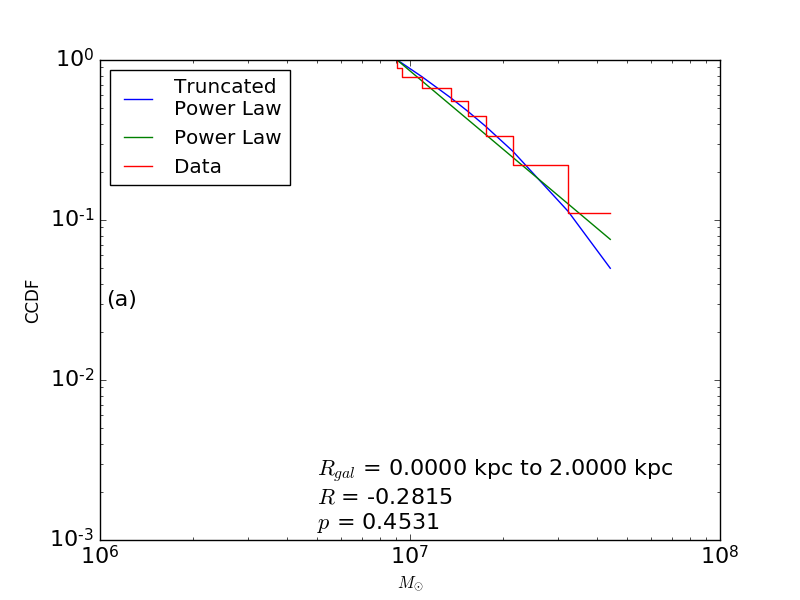 10^0
Truncated
Power Law
Power Law
Data
10^-1
CCDF
(a)
10^-2
R_gal = 0.0000 kpc to 2.0000 kpc
R = -0.2815
p = 0.4531
10^-3
10^6 10^7 10^8
M_⊙